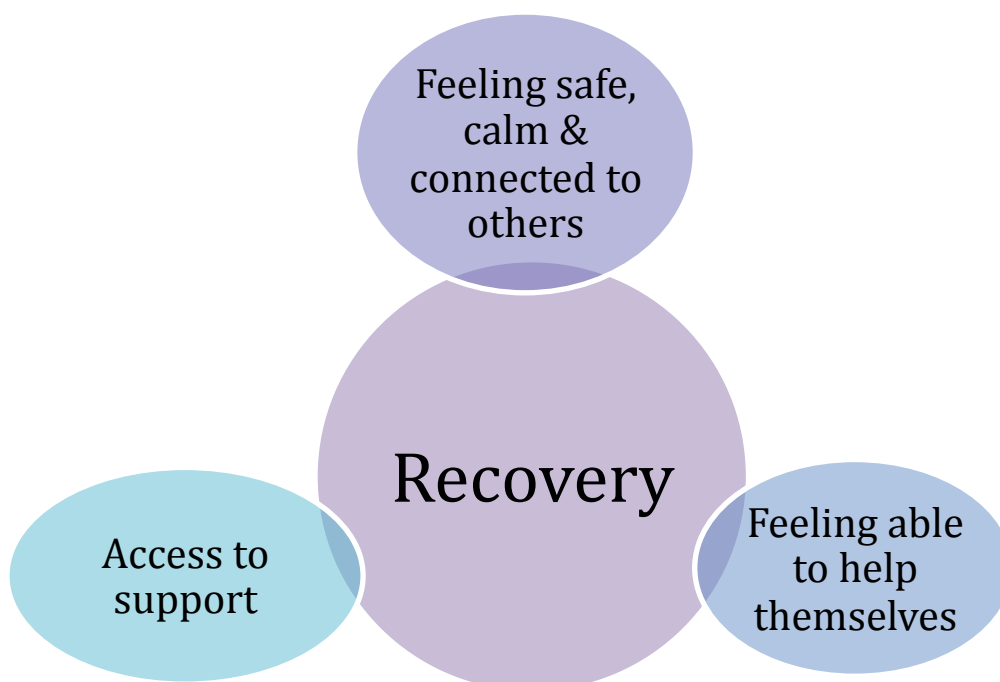 Feeling safe,
calm &
connected to
others
Recovery
Access to
support
Feeling able
to help
themselves